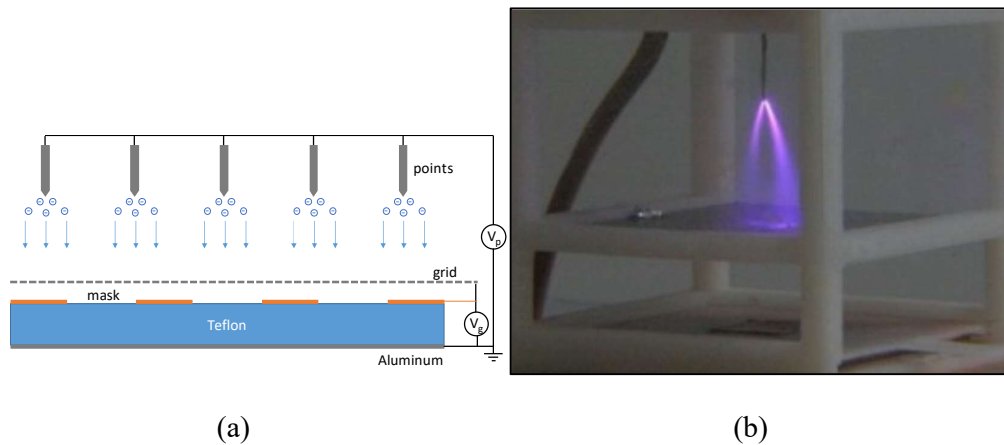 points
V_p
grid
mask
V_g
Teflon
Aluminum
(a)
(b)